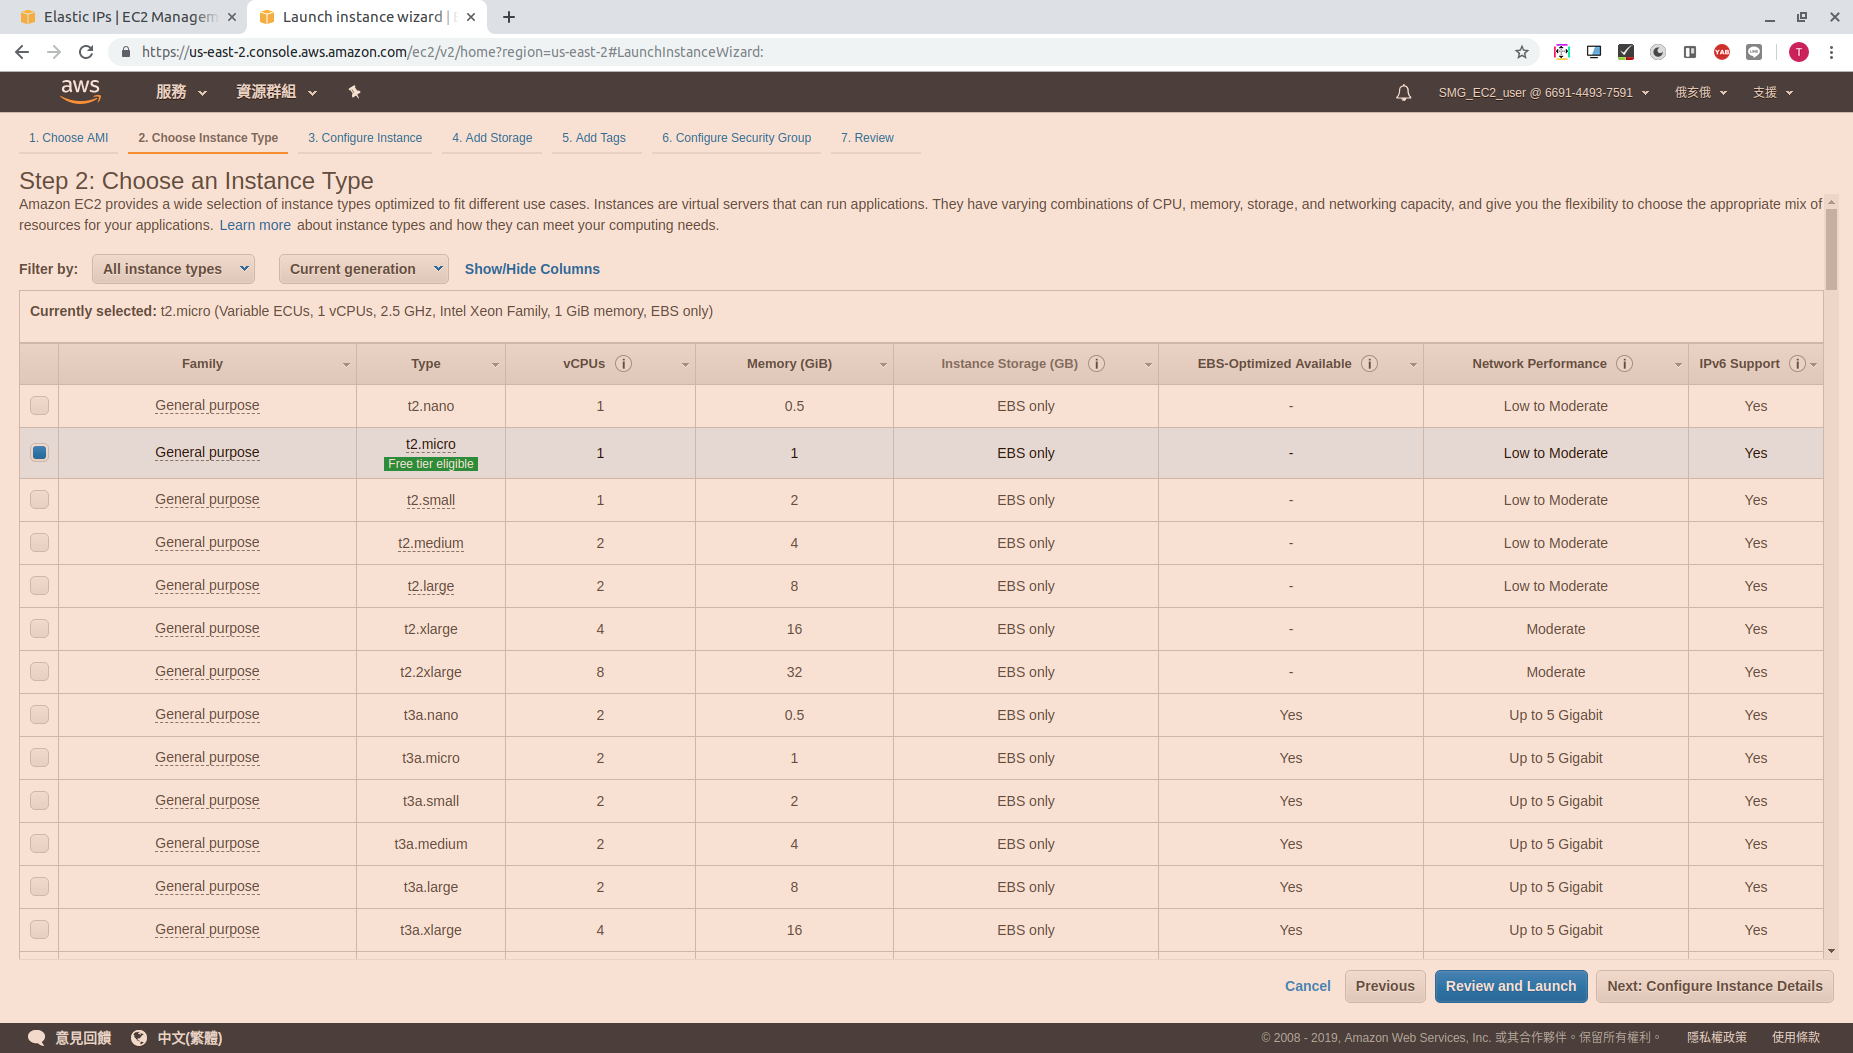 Elastic IPs | EC2 Managem
Launch instance wizard |
https://us-east-2.console.aws.amazon.com/ec2/v2/home?region=us-east-2#LaunchInstanceWizard:
YAB
T
aws 服務 資源群組 SMG_EC2_user @ 6691-4493-7591 俄亥俄 支援
1. Choose AMI 2. Choose Instance Type 3. Configure Instance 4. Add Storage 5. Add Tags 6. Configure Security Group 7. Review
Step 2: Choose an Instance Type
Amazon EC2 provides a wide selection of instance types optimized to fit different use cases. Instances are virtual servers that can run applications. They have varying combinations of CPU, memory, storage, and networking capacity, and give you the flexibility to choose the appropriate mix of
resources for your applications. Learn more about instance types and how they can meet your computing needs.
Filter by: All instance types Current generation Show/Hide Columns
Currently selected: t2.micro (Variable ECUs, 1 vCPUs, 2.5 GHz, Intel Xeon Family, 1 GiB memory, EBS only)
Family Type vCPUs Memory (GiB) Instance Storage (GB) EBS-Optimized Available Network Performance IPv6 Support
General purpose t2.nano 1 0.5 EBS only - Low to Moderate Yes
General purpose t2.micro 1 1 EBS only - Low to Moderate Yes
Free tier eligible
General purpose t2.small 1 2 EBS only - Low to Moderate Yes
General purpose t2.medium 2 4 EBS only - Low to Moderate Yes
General purpose t2.large 2 8 EBS only - Low to Moderate Yes
General purpose t2.xlarge 4 16 EBS only - Moderate Yes
General purpose t2.2xlarge 8 32 EBS only - Moderate Yes
General purpose t3a.nano 2 0.5 EBS only Yes Up to 5 Gigabit Yes
General purpose t3a.micro 2 1 EBS only Yes Up to 5 Gigabit Yes
General purpose t3a.small 2 2 EBS only Yes Up to 5 Gigabit Yes
General purpose t3a.medium 2 4 EBS only Yes Up to 5 Gigabit Yes
General purpose t3a.large 2 8 EBS only Yes Up to 5 Gigabit Yes
General purpose t3a.xlarge 4 16 EBS only Yes Up to 5 Gigabit Yes
Cancel Previous Review and Launch Next: Configure Instance Details
意見回饋 中文(繁體) © 2008 - 2019, Amazon Web Services, Inc. 或其合作夥伴。保留所有權利。 隱私權政策 使用條款